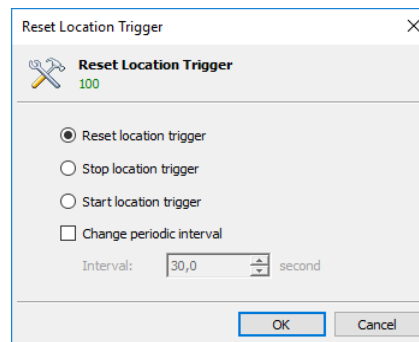 Reset Location Trigger
Reset Location Trigger
100
Reset location trigger
Stop location trigger
Start location trigger
Change periodic interval
Interval: 30,0 second
OK Cancel